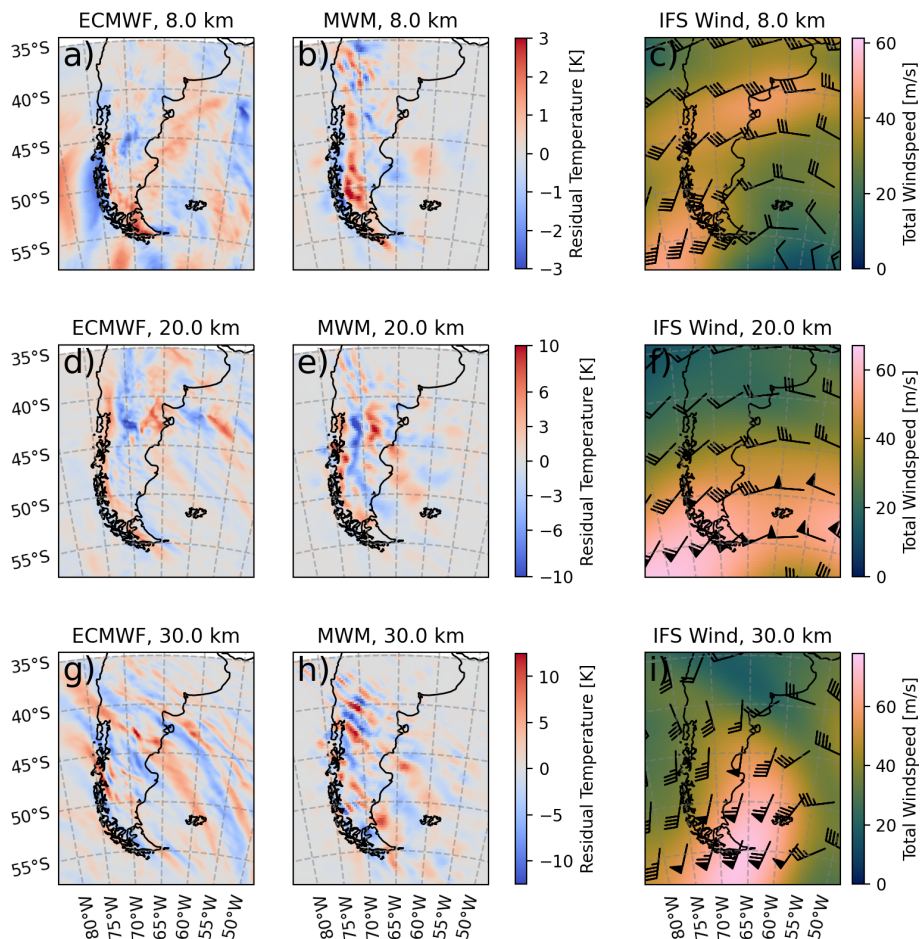 ECMWF, 8.0 km
MWM, 8.0 km
IFS Wind, 8.0 km
a)
b)
c)
35°S
40°S
45°S
50°S
55°S
3
2
1
0
−1
−2
−3
Residual Temperature [K]
60
40
20
0
Total Windspeed [m/s]
ECMWF, 20.0 km
MWM, 20.0 km
IFS Wind, 20.0 km
d)
e)
f)
35°S
40°S
45°S
50°S
55°S
10
6
3
0
−3
−6
−10
Residual Temperature [K]
60
40
20
0
Total Windspeed [m/s]
ECMWF, 30.0 km
MWM, 30.0 km
IFS Wind, 30.0 km
g)
h)
i)
35°S
40°S
45°S
50°S
55°S
10
5
0
−5
−10
Residual Temperature [K]
60
40
20
0
Total Windspeed [m/s]
80°W
75°W
70°W
65°W
60°W
55°W
50°W
80°W
75°W
70°W
65°W
60°W
55°W
50°W
80°W
75°W
70°W
65°W
60°W
55°W
50°W